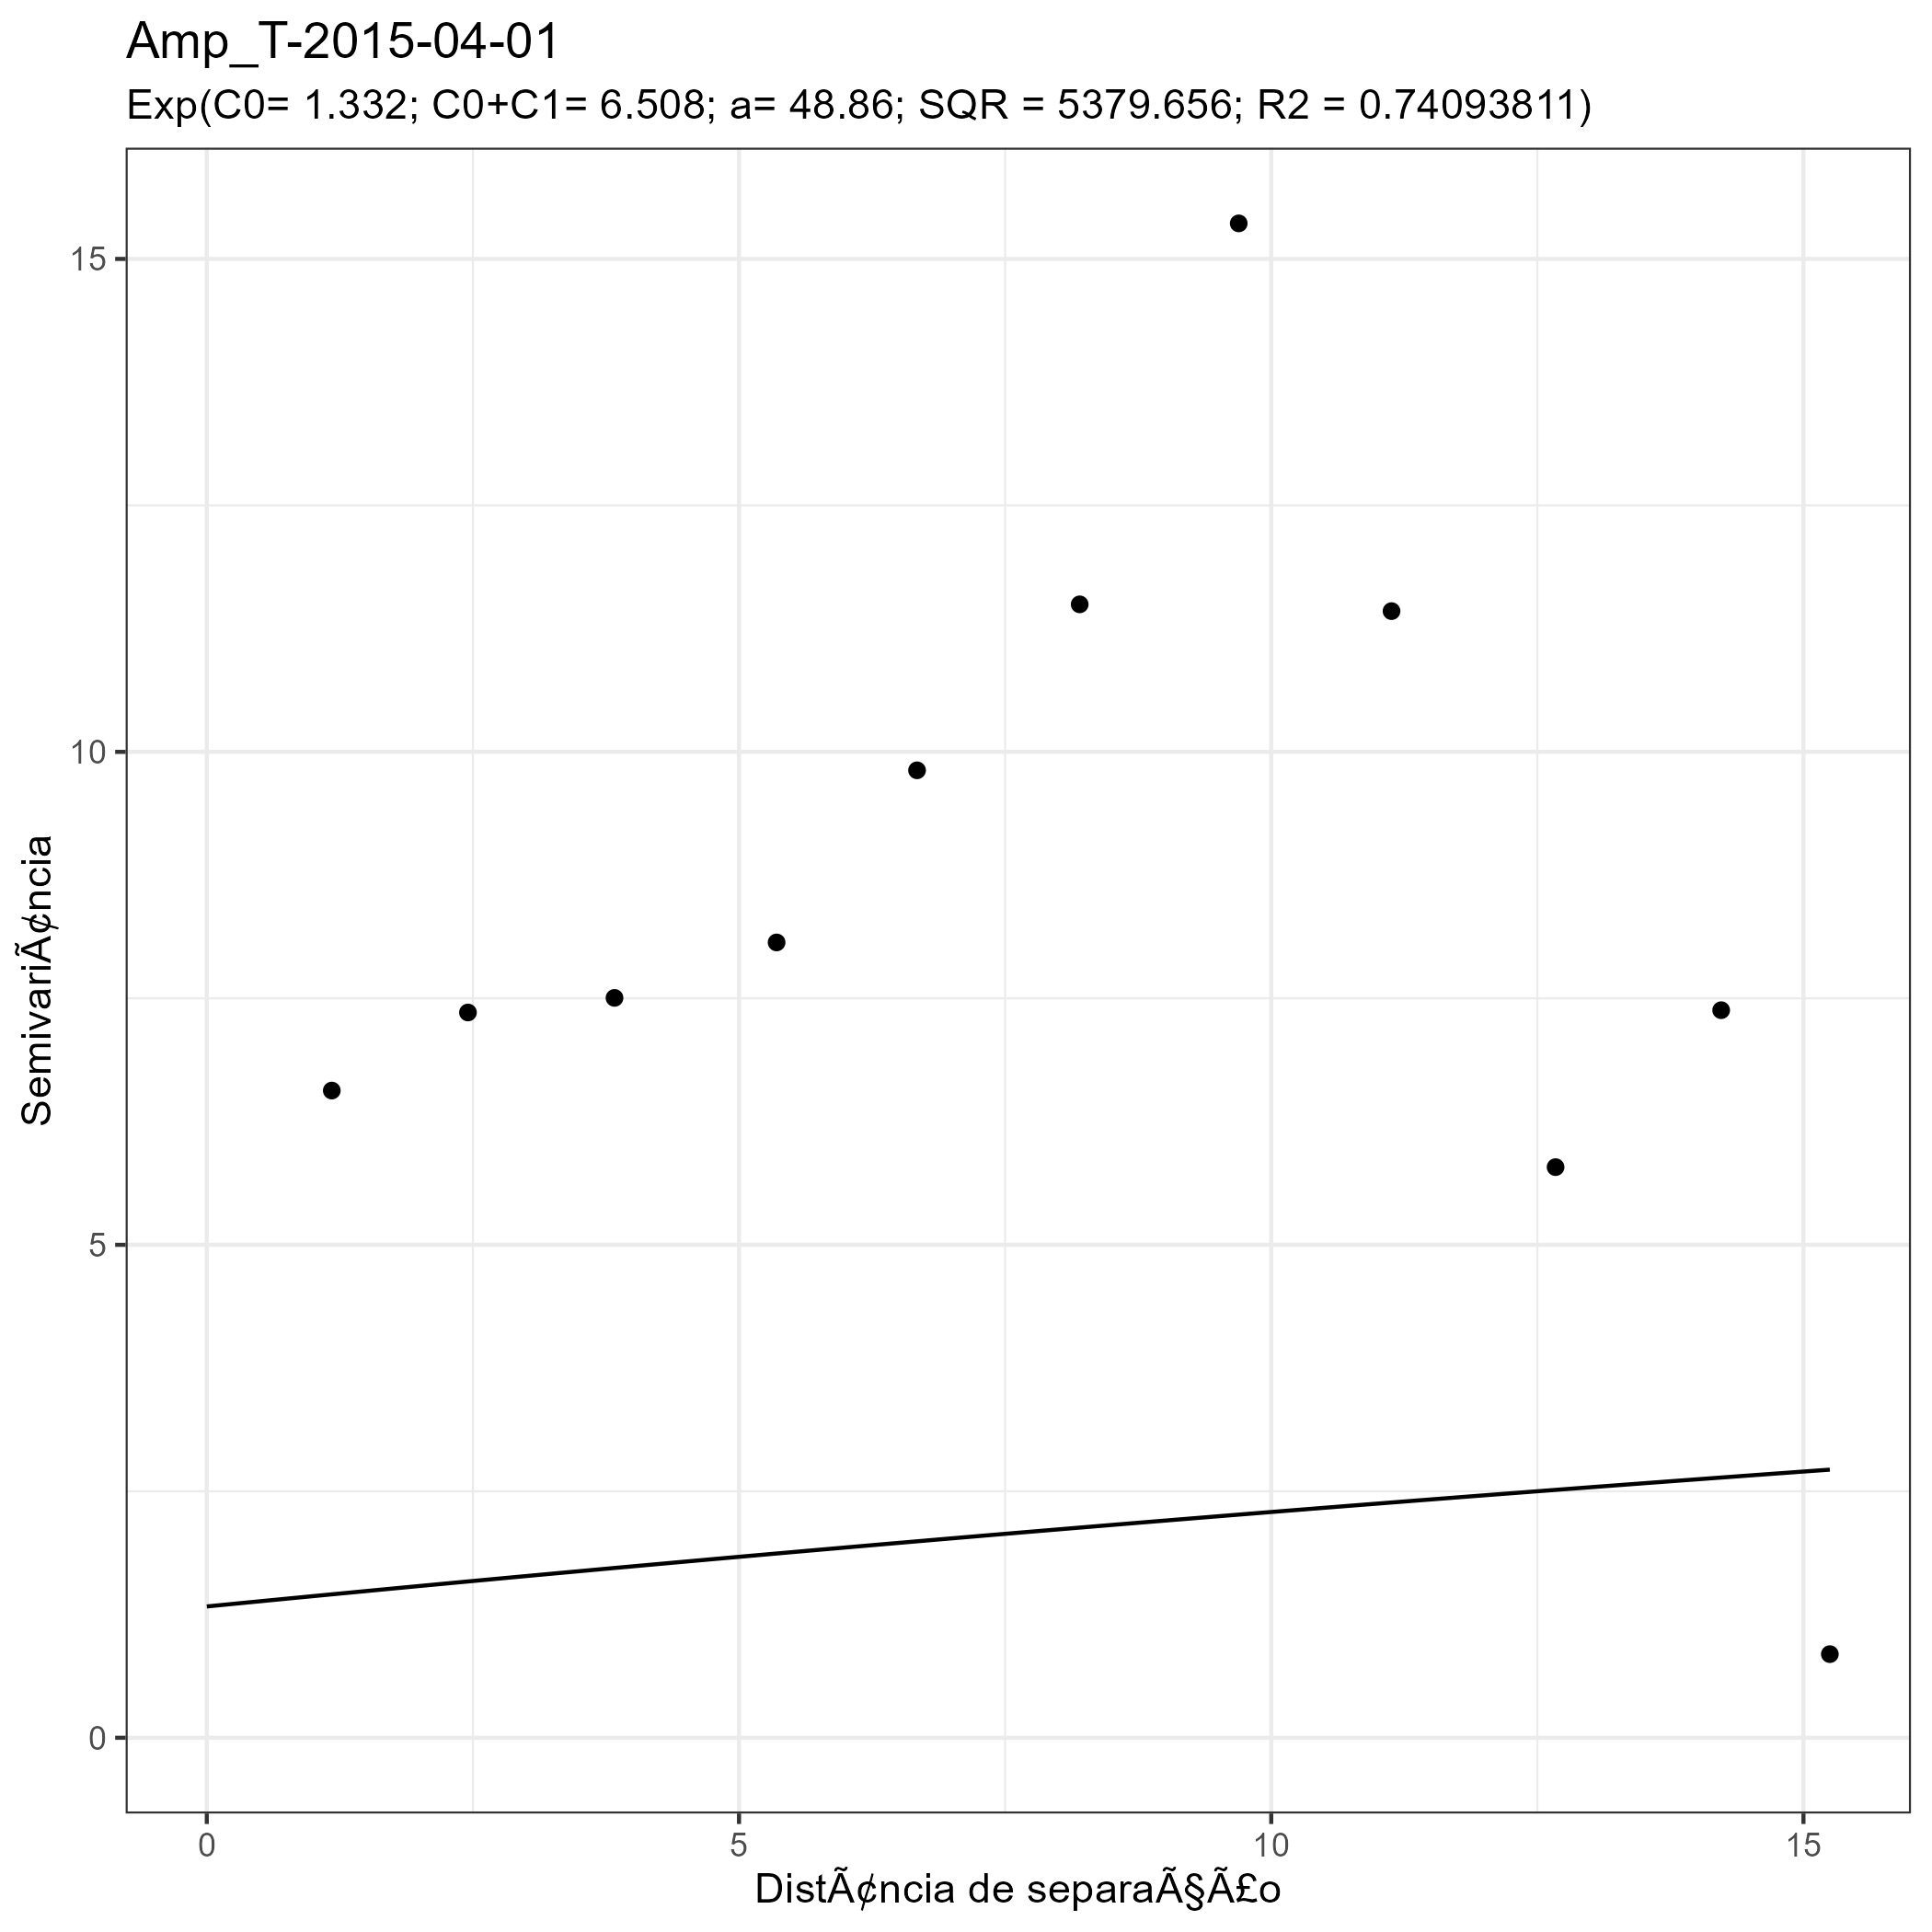 Amp_T-2015-04-01
Exp(C0= 1.332; C0+C1= 6.508; a= 48.86; SQR = 5379.656; R2 = 0.74093811)
15
10
5
0
SemivariÃ¢ncia
0
5
10
15
DistÃ¢ncia de separaÃ§Ã£o